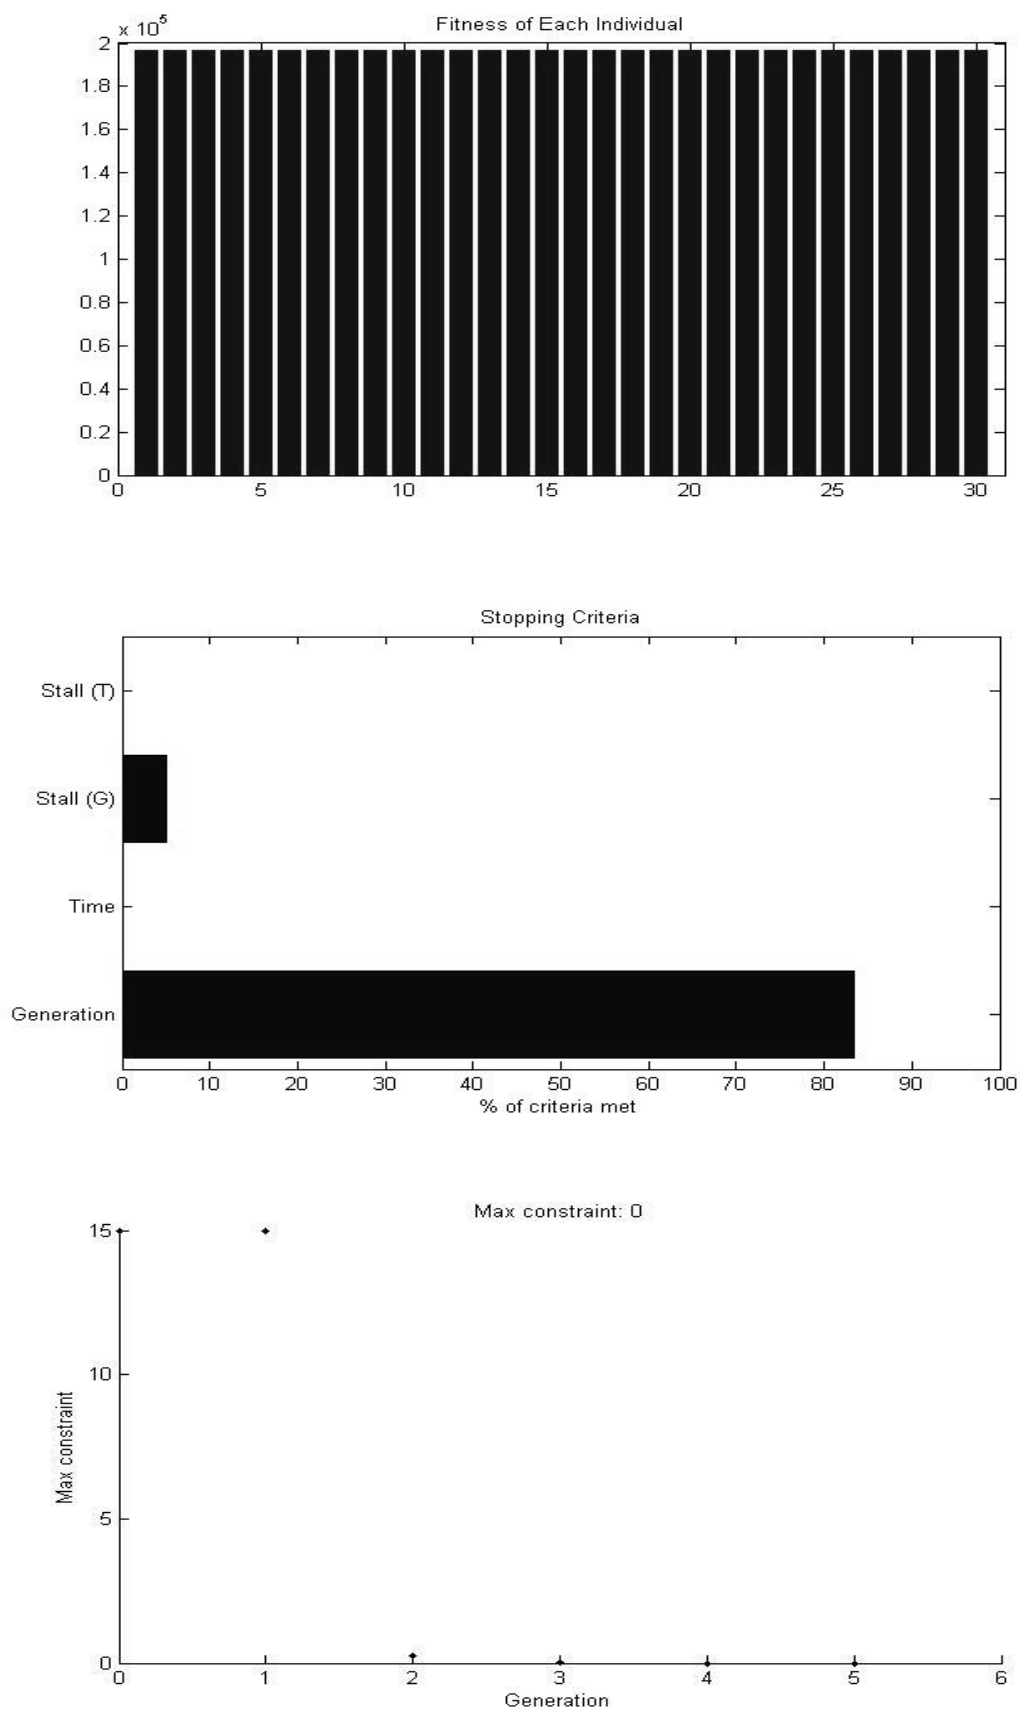 Fitness of Each Individual
x 10^5
2
1.8
1.6
1.4
1.2
1
0.8
0.6
0.4
0.2
0
0 5 10 15 20 25 30
Stopping Criteria
Stall (T)
Stall (G)
Time
Generation
0 10 20 30 40 50 60 70 80 90 100
% of criteria met
Max constraint: 0
15
10
5
0
Max constraint
0 1 2 3 4 5 6
Generation